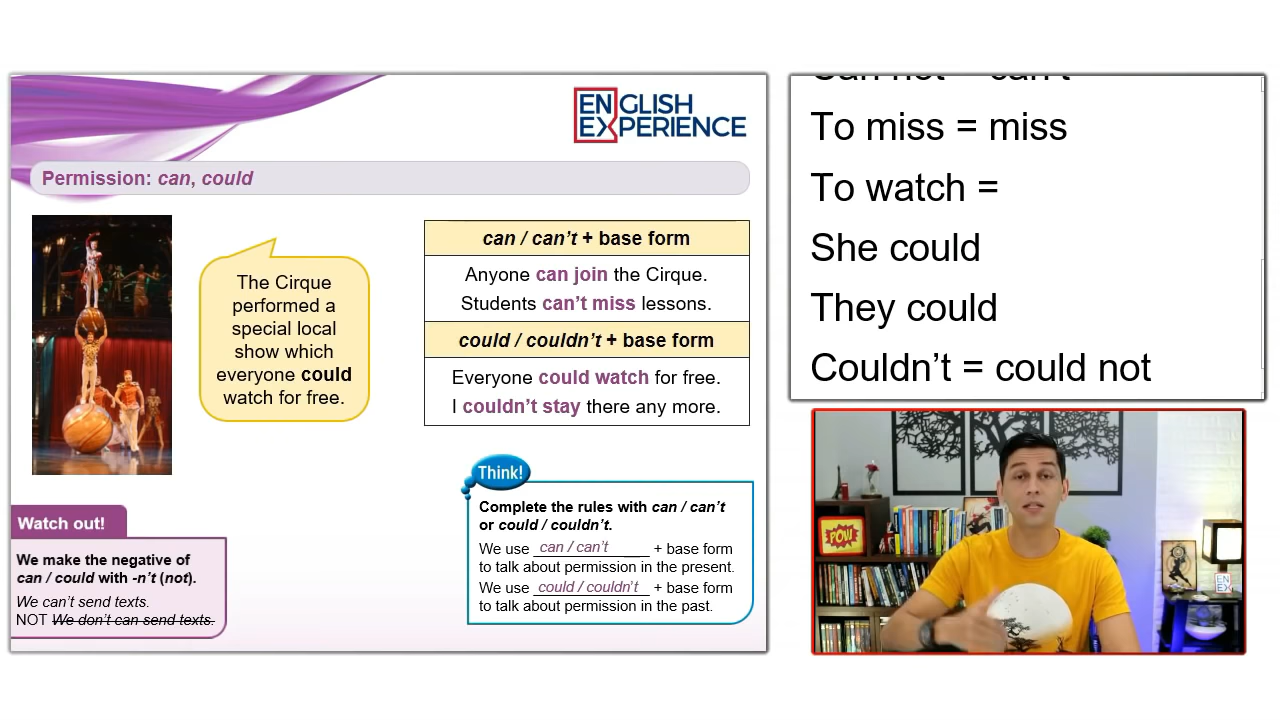 ENGLISH
EXPERIENCE
Permission: can, could
The Cirque
performed a
special local
show which
everyone could
watch for free.
can / can’t + base form
Anyone can join the Cirque.
Students can’t miss lessons.
could / couldn’t + base form
Everyone could watch for free.
I couldn’t stay there any more.
Watch out!
We make the negative of
can / could with -n’t (not).
We can’t send texts.
NOT We don’t can send texts.
Think!
Complete the rules with can / can’t
or could / couldn’t.
We use can / can’t + base form
to talk about permission in the present.
We use could / couldn’t + base form
to talk about permission in the past.
Can not = can’t
To miss = miss
To watch =
She could
They could
Couldn’t = could not
POW!
EN
EX